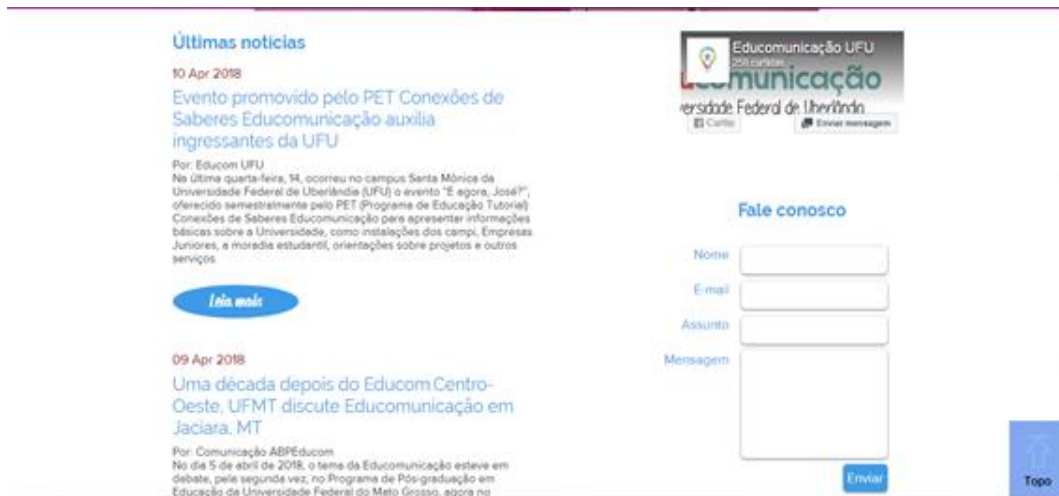 Últimas notícias
10 Apr 2018
Evento promovido pelo PET Conexões de
Saberes Educomunicação auxilia
ingressantes da UFU
Por: Educom UFU
Na última quarta-feira, 14, ocorreu no campus Santa Mônica da
Universidade Federal de Uberlândia (UFU) o evento "E agora, José?",
oferecido semestralmente pelo PET (Programa de Educação Tutorial)
Conexões de Saberes Educomunicação para apresentar informações
básicas sobre a Universidade, como instalações dos campi, Empresas
Juniores, a moradia estudantil, orientações sobre projetos e outros
serviços
Leia mais
09 Apr 2018
Uma década depois do Educom.Centro-
Oeste, UFMT discute Educomunicação em
Jaciara, MT
Por: Comunicação ABPEducom
No dia 5 de abril de 2018, o tema da Educomunicação esteve em
debate, pela segunda vez, no Programa de Pós-graduação em
Educação da Universidade Federal do Mato Grosso, agora no
Educomunicação UFU
curtidas
ucomunicação
versidade Federal de Uberlândia
Curtir
Enviar mensagem
Fale conosco
Nome
E-mail
Assunto
Mensagem
Enviar
Topo